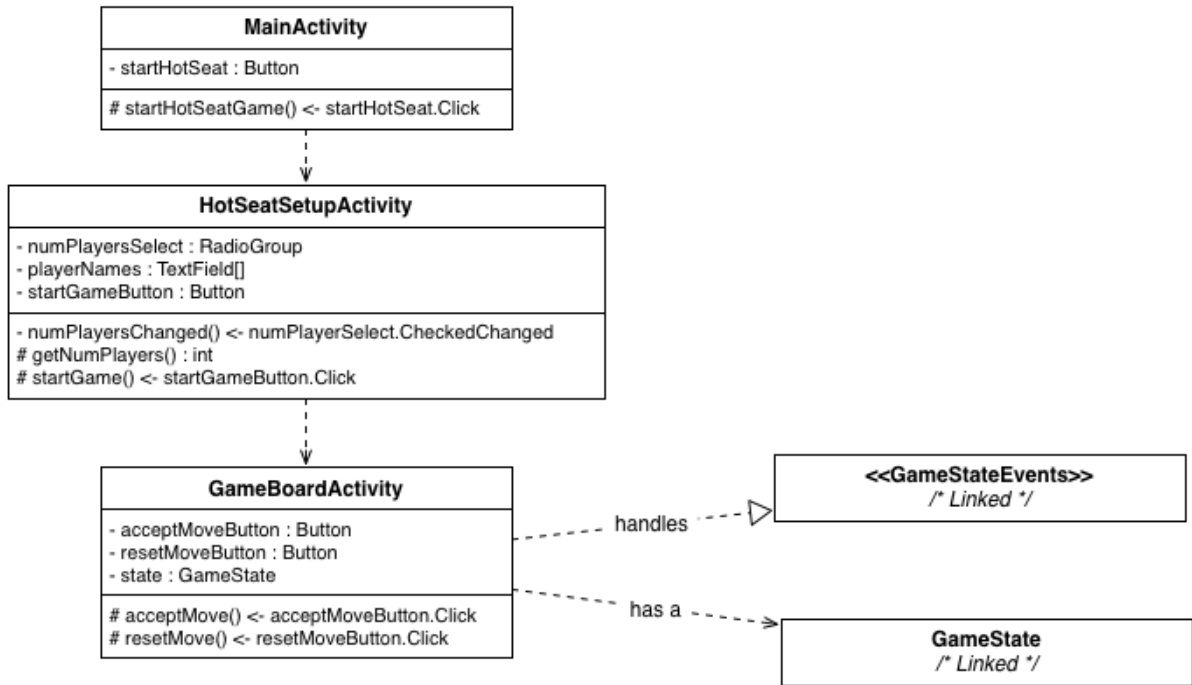 MainActivity
- startHotSeat : Button
# startHotSeatGame() <- startHotSeat.Click
HotSeatSetupActivity
- numPlayersSelect : RadioGroup
- playerNames : TextField[]
- startGameButton : Button
- numPlayersChanged() <- numPlayerSelect.CheckedChanged
# getNumPlayers() : int
# startGame() <- startGameButton.Click
GameBoardActivity
- acceptMoveButton : Button
- resetMoveButton : Button
- state : GameState
# acceptMove() <- acceptMoveButton.Click
# resetMove() <- resetMoveButton.Click
handles
<<GameStateEvents>>
/* Linked */
has a
GameState
/* Linked */